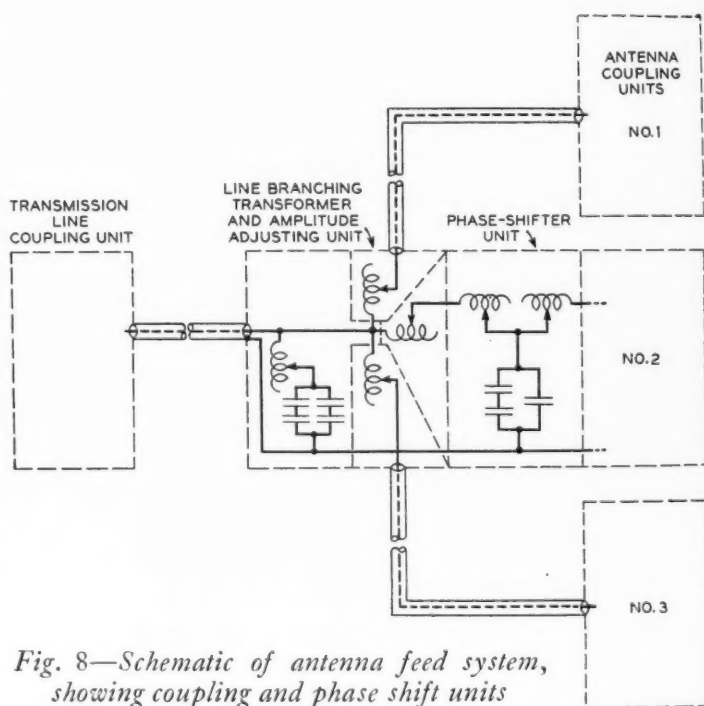 ANTENNA
COUPLING
UNITS
NO.1
LINE BRANCHING
TRANSFORMER
AND AMPLITUDE
ADJUSTING UNIT
TRANSMISSION
LINE
COUPLING UNIT
PHASE-SHIFTER
UNIT
NO.2
NO.3
Fig. 8—Schematic of antenna feed system,
showing coupling and phase shift units